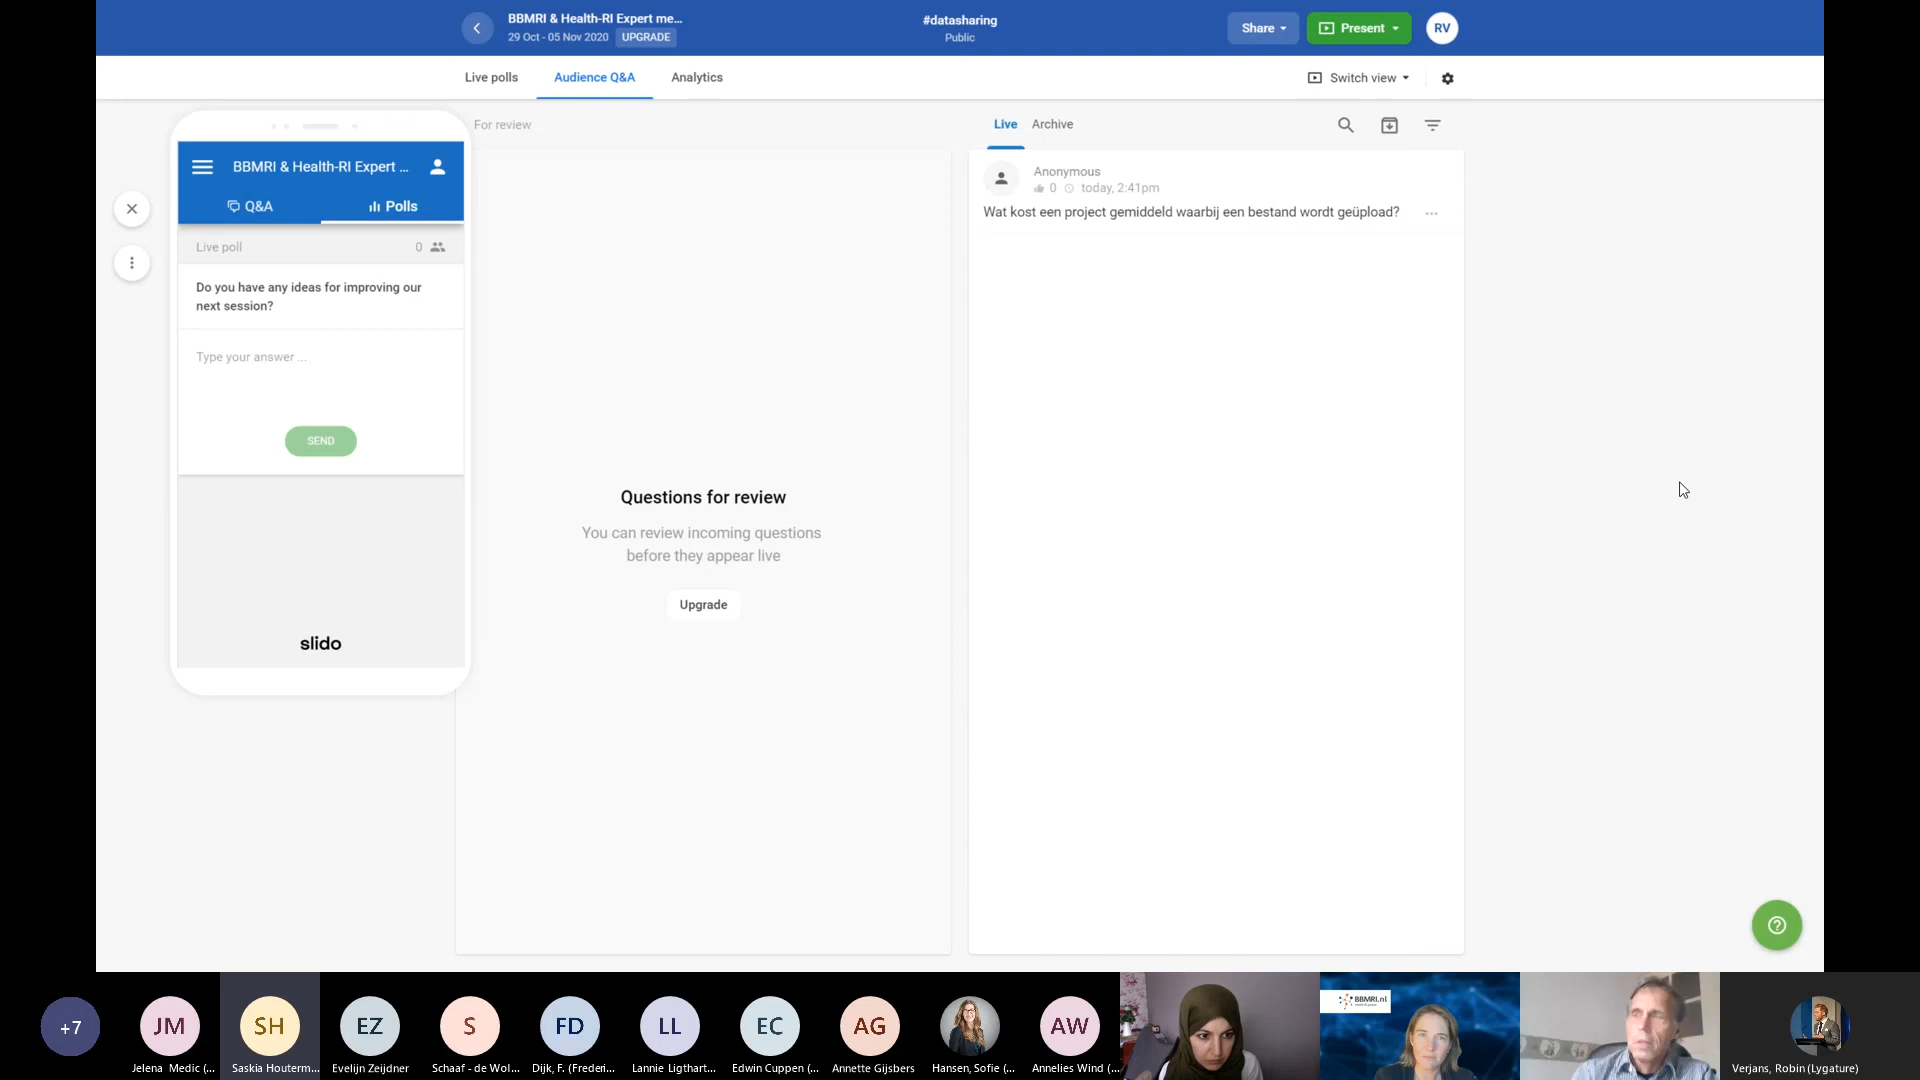 BBMRI & Health-RI Expert me...
29 Oct - 05 Nov 2020 UPGRADE
#datasharing
Public
Share
Present
RV
Live polls
Audience Q&A
Analytics
Switch view
For review
Live
Archive
BBMRI & Health-RI Expert ...
Q&A
Polls
Live poll
0
Do you have any ideas for improving our
next session?
Type your answer ...
SEND
slido
Questions for review
You can review incoming questions
before they appear live
Upgrade
Anonymous
0 today, 2:41pm
Wat kost een project gemiddeld waarbij een bestand wordt geüpload?
+7
JM
Jelena Medic (...
SH
Saskia Houterm...
EZ
Evelijn Zeijdner
S
Schaaf - de Wol...
FD
Dijk, F. (Frederi...
LL
Lannie Ligthart...
EC
Edwin Cuppen (...
AG
Annette Gijsbers
Hansen, Sofie (...
AW
Annelies Wind (...
BBMRI.nl
Verjans, Robin (Lygature)